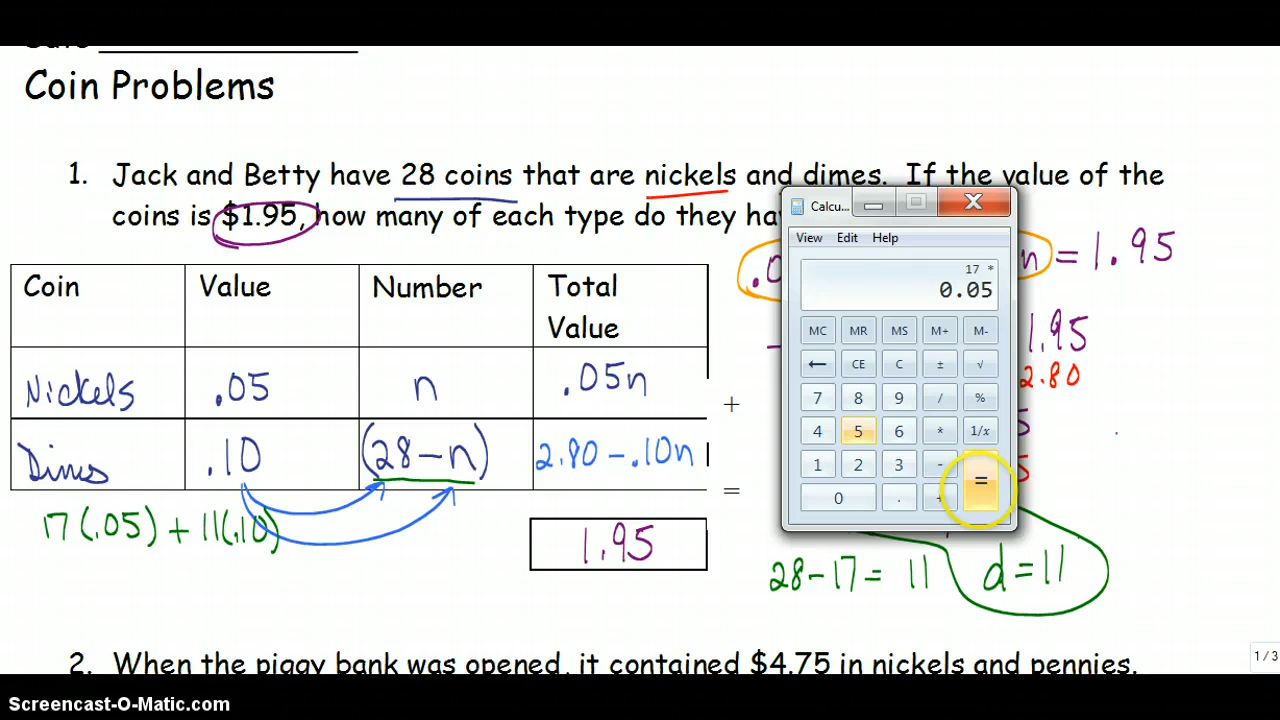 Coin Problems
1. Jack and Betty have 28 coins that are nickels and dimes. If the value of the
coins is $1.95, how many of each type do they
Coin Value Number Total Value
Nickels .05 n .05n
+
Dimes .10 (28-n) 2.80 - .10n
=
1.95
17(.05) + 11(.10)
n = 1.95
1.95
2.80
28-17 = 11
d = 11
Calcu...
View Edit Help
17 *
0.05
MC MR MS M+ M-
← CE C ± √
7 8 9 / %
4 5 6 * 1/x
1 2 3 - =
0 . +
2. When the piggy bank was opened, it contained $4.75 in nickels and pennies.
1 / 3
Screencast-O-Matic.com